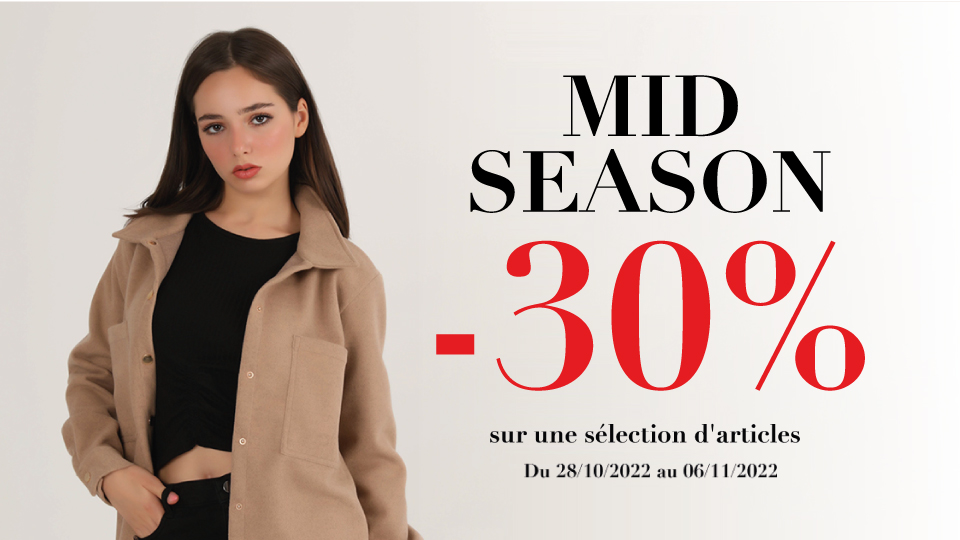 MID
SEASON
-30%
sur une sélection d'articles
Du 28/10/2022 au 06/11/2022